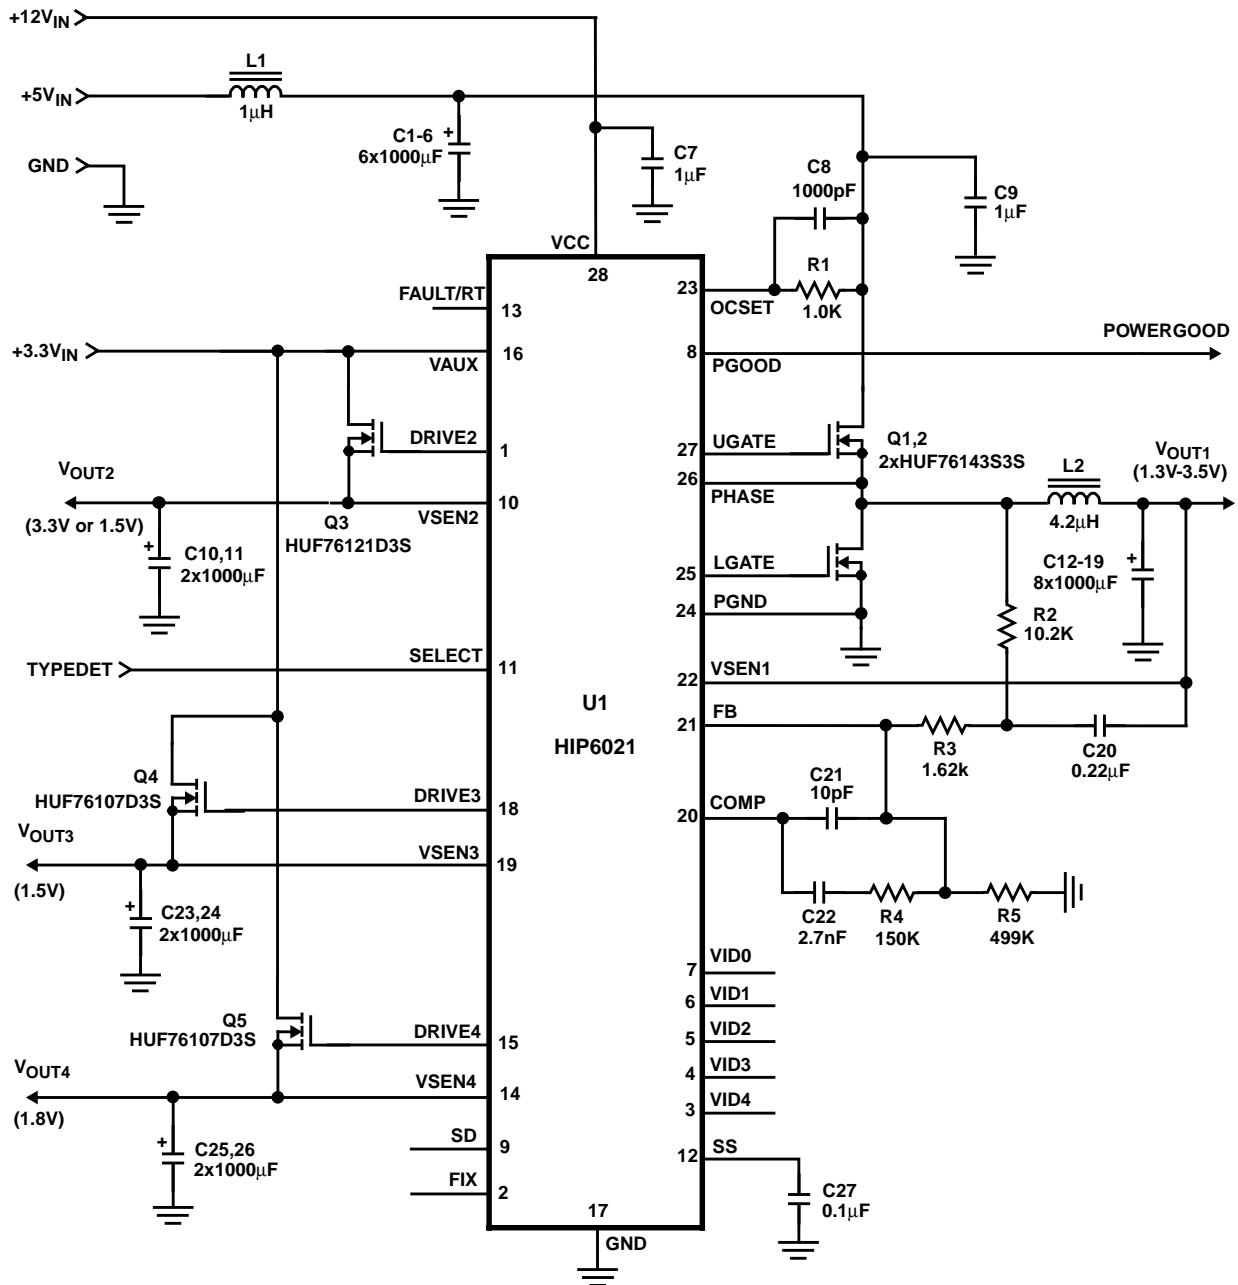 +12VIN
L1
+5VIN
1µH
C1-6
6x1000µF
GND
C7
1µF
C8
1000pF
C9
1µF
VCC
28
R1
23
OCSET
1.0K
FAULT/RT
13
POWERGOOD
+3.3VIN
16
VAUX
8
PGOOD
DRIVE2
1
UGATE
27
Q1,2
2xHUF76143S3S
VOUT2
(3.3V or 1.5V)
10
VSEN2
Q3
HUF76121D3S
26
PHASE
L2
4.2µH
VOUT1
(1.3V-3.5V)
C10,11
2x1000µF
LGATE
25
C12-19
8x1000µF
PGND
24
R2
10.2K
TYPEDET
SELECT
11
VSEN1
22
U1
HIP6021
FB
21
R3
1.62k
C20
0.22µF
Q4
HUF76107D3S
DRIVE3
18
C21
10pF
COMP
20
VOUT3
(1.5V)
VSEN3
19
C23,24
2x1000µF
C22
2.7nF
R4
150K
R5
499K
VID0
7
VID1
6
VID2
5
VID3
4
VID4
3
Q5
HUF76107D3S
DRIVE4
15
VOUT4
(1.8V)
VSEN4
14
C25,26
2x1000µF
SD
9
FIX
2
SS
12
C27
0.1µF
17
GND
+
+
+
+
+